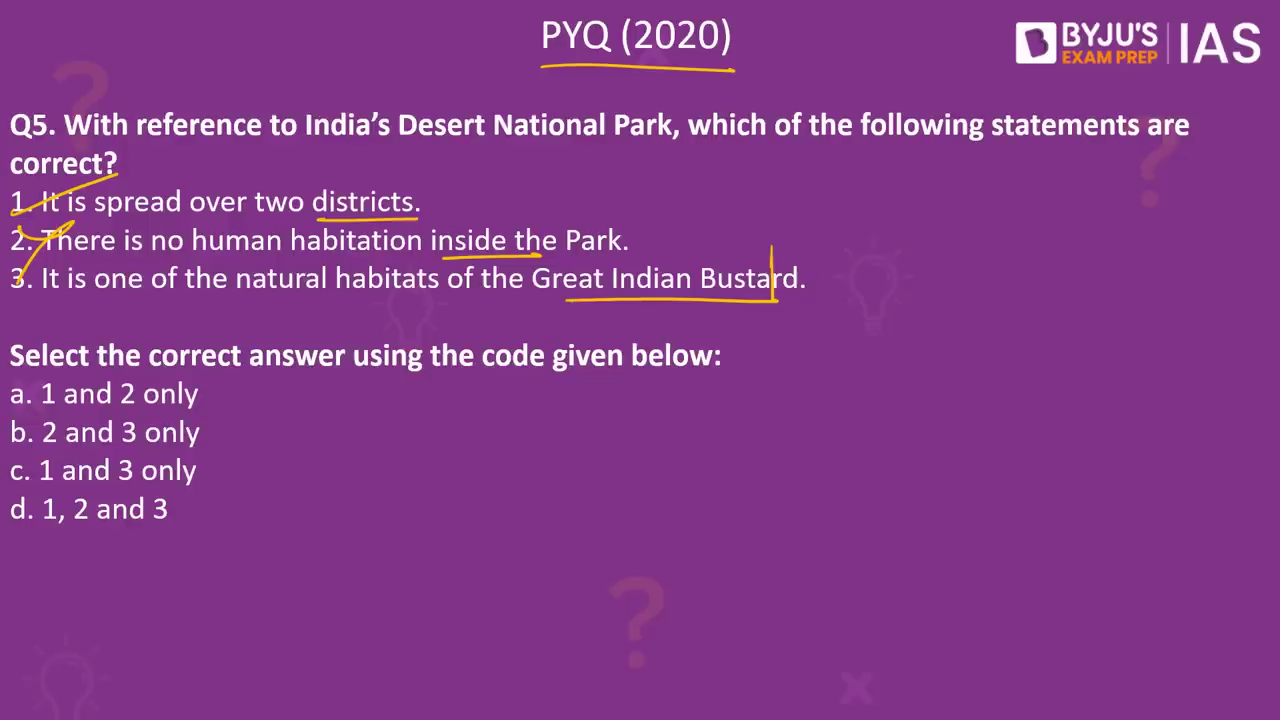 PYQ (2020)
BYJU'S
EXAM PREP
IAS
Q5. With reference to India's Desert National Park, which of the following statements are
correct?
1. It is spread over two districts.
2. There is no human habitation inside the Park.
3. It is one of the natural habitats of the Great Indian Bustard.
Select the correct answer using the code given below:
a. 1 and 2 only
b. 2 and 3 only
c. 1 and 3 only
d. 1, 2 and 3